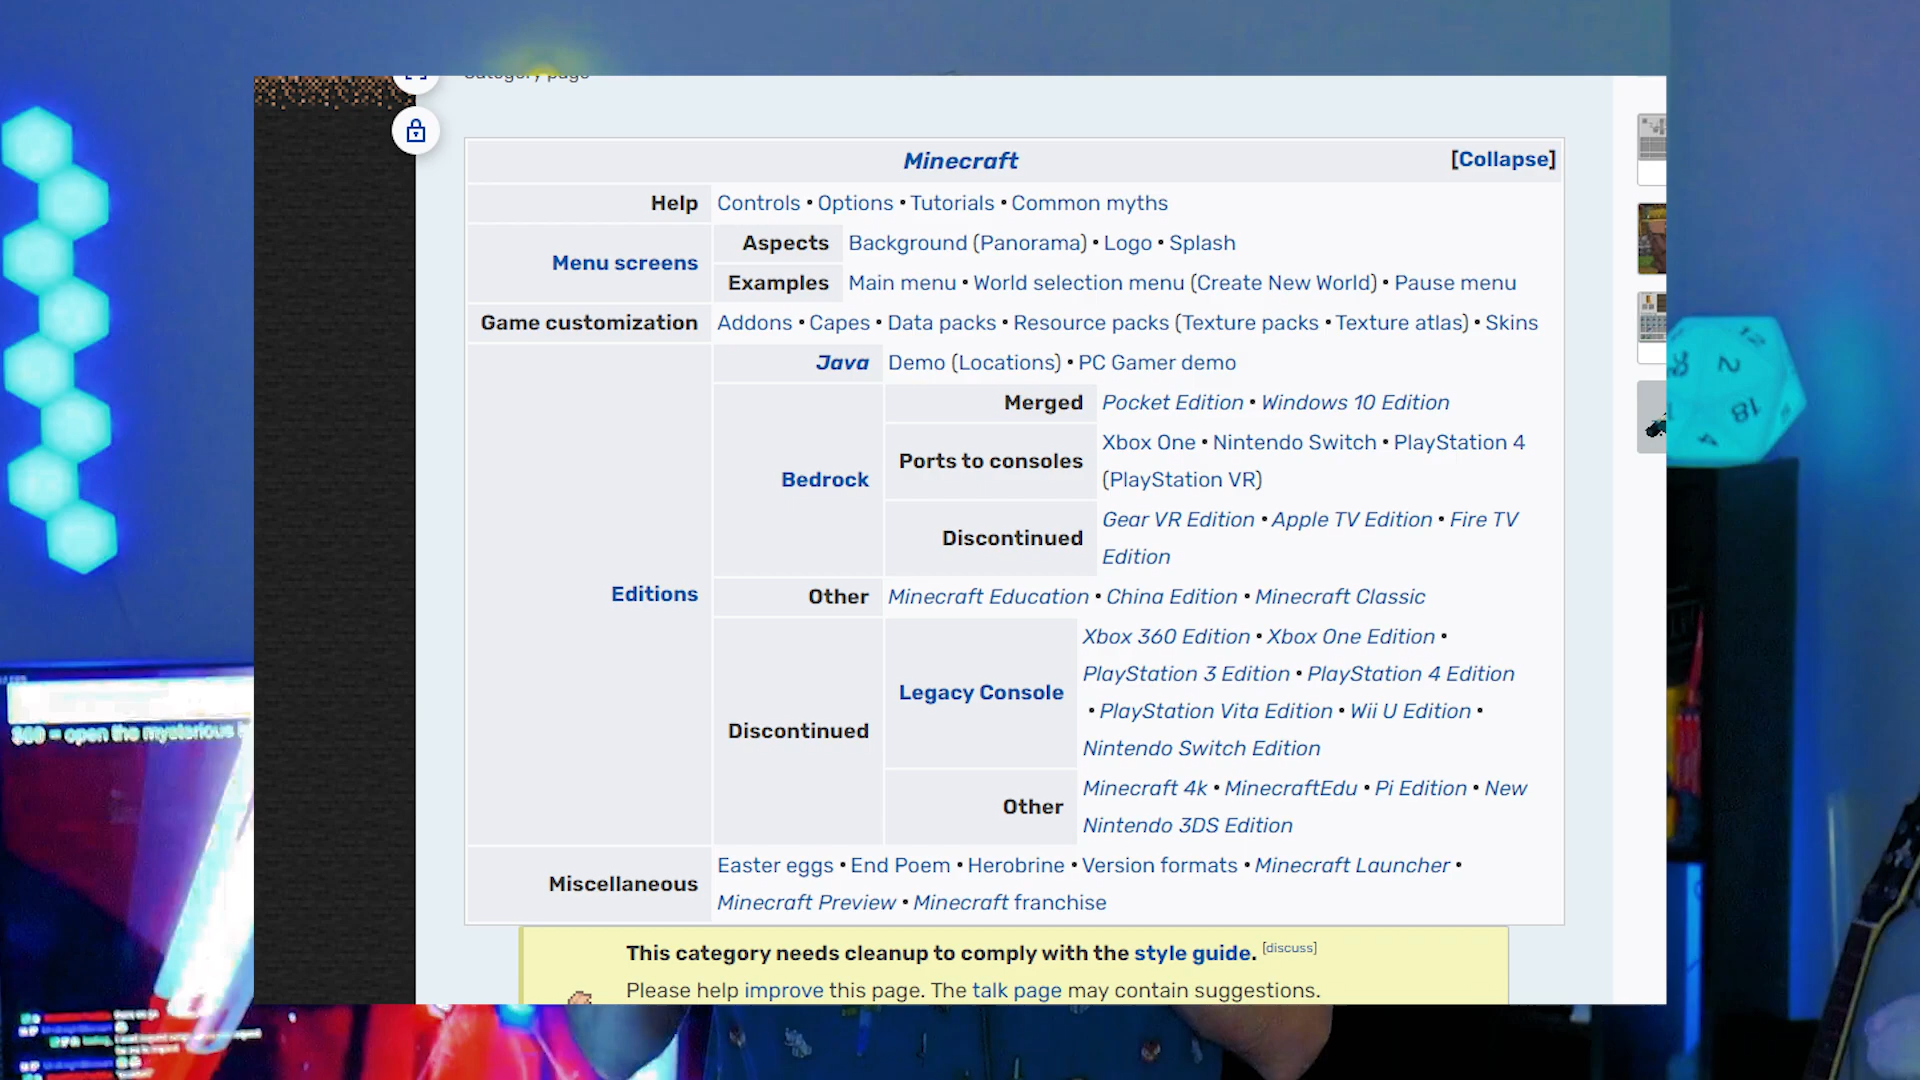 Category page
Minecraft [Collapse]
Help Controls • Options • Tutorials • Common myths
Menu screens
Aspects Background (Panorama) • Logo • Splash
Examples Main menu • World selection menu (Create New World) • Pause menu
Game customization Addons • Capes • Data packs • Resource packs (Texture packs • Texture atlas) • Skins
Editions
Java Demo (Locations) • PC Gamer demo
Bedrock
Merged Pocket Edition • Windows 10 Edition
Ports to consoles Xbox One • Nintendo Switch • PlayStation 4
(PlayStation VR)
Discontinued Gear VR Edition • Apple TV Edition • Fire TV
Edition
Other Minecraft Education • China Edition • Minecraft Classic
Discontinued
Legacy Console Xbox 360 Edition • Xbox One Edition •
PlayStation 3 Edition • PlayStation 4 Edition
• PlayStation Vita Edition • Wii U Edition •
Nintendo Switch Edition
Other Minecraft 4k • MinecraftEdu • Pi Edition • New
Nintendo 3DS Edition
Miscellaneous Easter eggs • End Poem • Herobrine • Version formats • Minecraft Launcher •
Minecraft Preview • Minecraft franchise
This category needs cleanup to comply with the style guide. [discuss]
Please help improve this page. The talk page may contain suggestions.
= open the mysterious
12
2
18
4